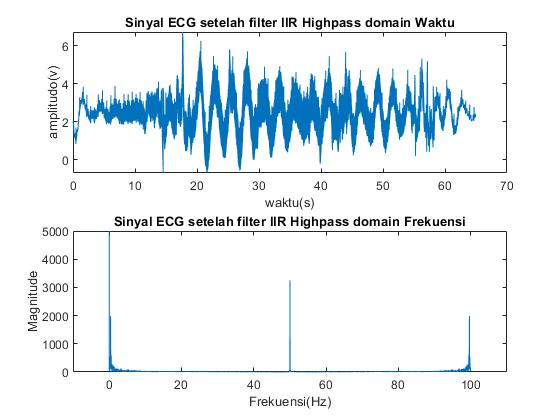 Sinyal ECG setelah filter IIR Highpass domain Waktu
amplitudo(v)
6
4
2
0
0 10 20 30 40 50 60 70
waktu(s)
Sinyal ECG setelah filter IIR Highpass domain Frekuensi
Magnitude
5000
4000
3000
2000
1000
0
0 20 40 60 80 100
Frekuensi(Hz)